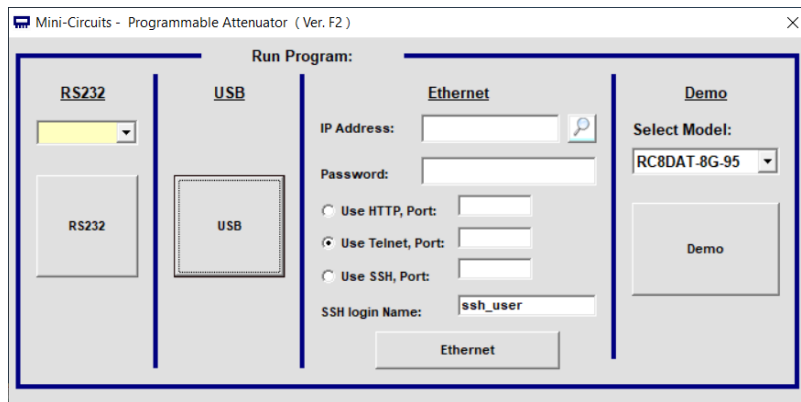 Mini-Circuits - Programmable Attenuator ( Ver. F2 )
Run Program:
RS232
RS232
USB
USB
Ethernet
IP Address:
Password:
Use HTTP, Port:
Use Telnet, Port:
Use SSH, Port:
SSH login Name:
ssh_user
Ethernet
Demo
Select Model:
RC8DAT-8G-95
Demo